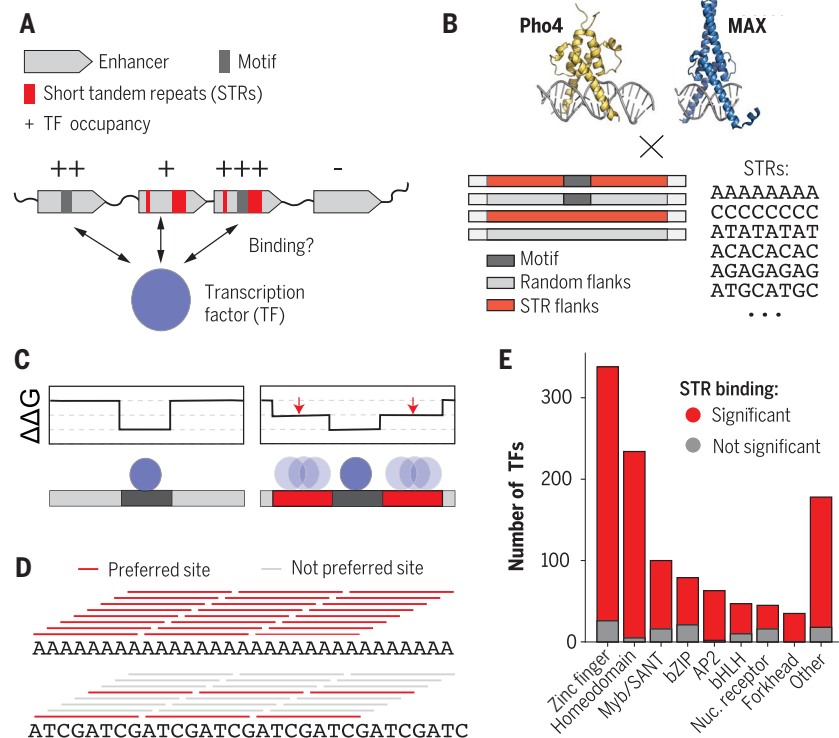 A
Enhancer
Motif
Short tandem repeats (STRs)
+ TF occupancy
++
+
+++
-
Binding?
Transcription
factor (TF)
B
Pho4
MAX
STRs:
AAAAAAAA
CCCCCCCC
ATATATAT
ACACACAC
AGAGAGAG
ATGCATGC
...
Motif
Random flanks
STR flanks
C
ΔΔG
D
Preferred site
Not preferred site
AAAAAAAAAAAAAAAAAAAAAAAAAAAAAAAA
ATCGATCGATCGATCGATCGATCGATCGATCGATC
E
STR binding:
Significant
Not significant
Number of TFs
300
200
100
0
Zinc finger
Homeodomain
Myb/SANT
bZIP
AP2
bHLH
Nuc. receptor
Forkhead
Other